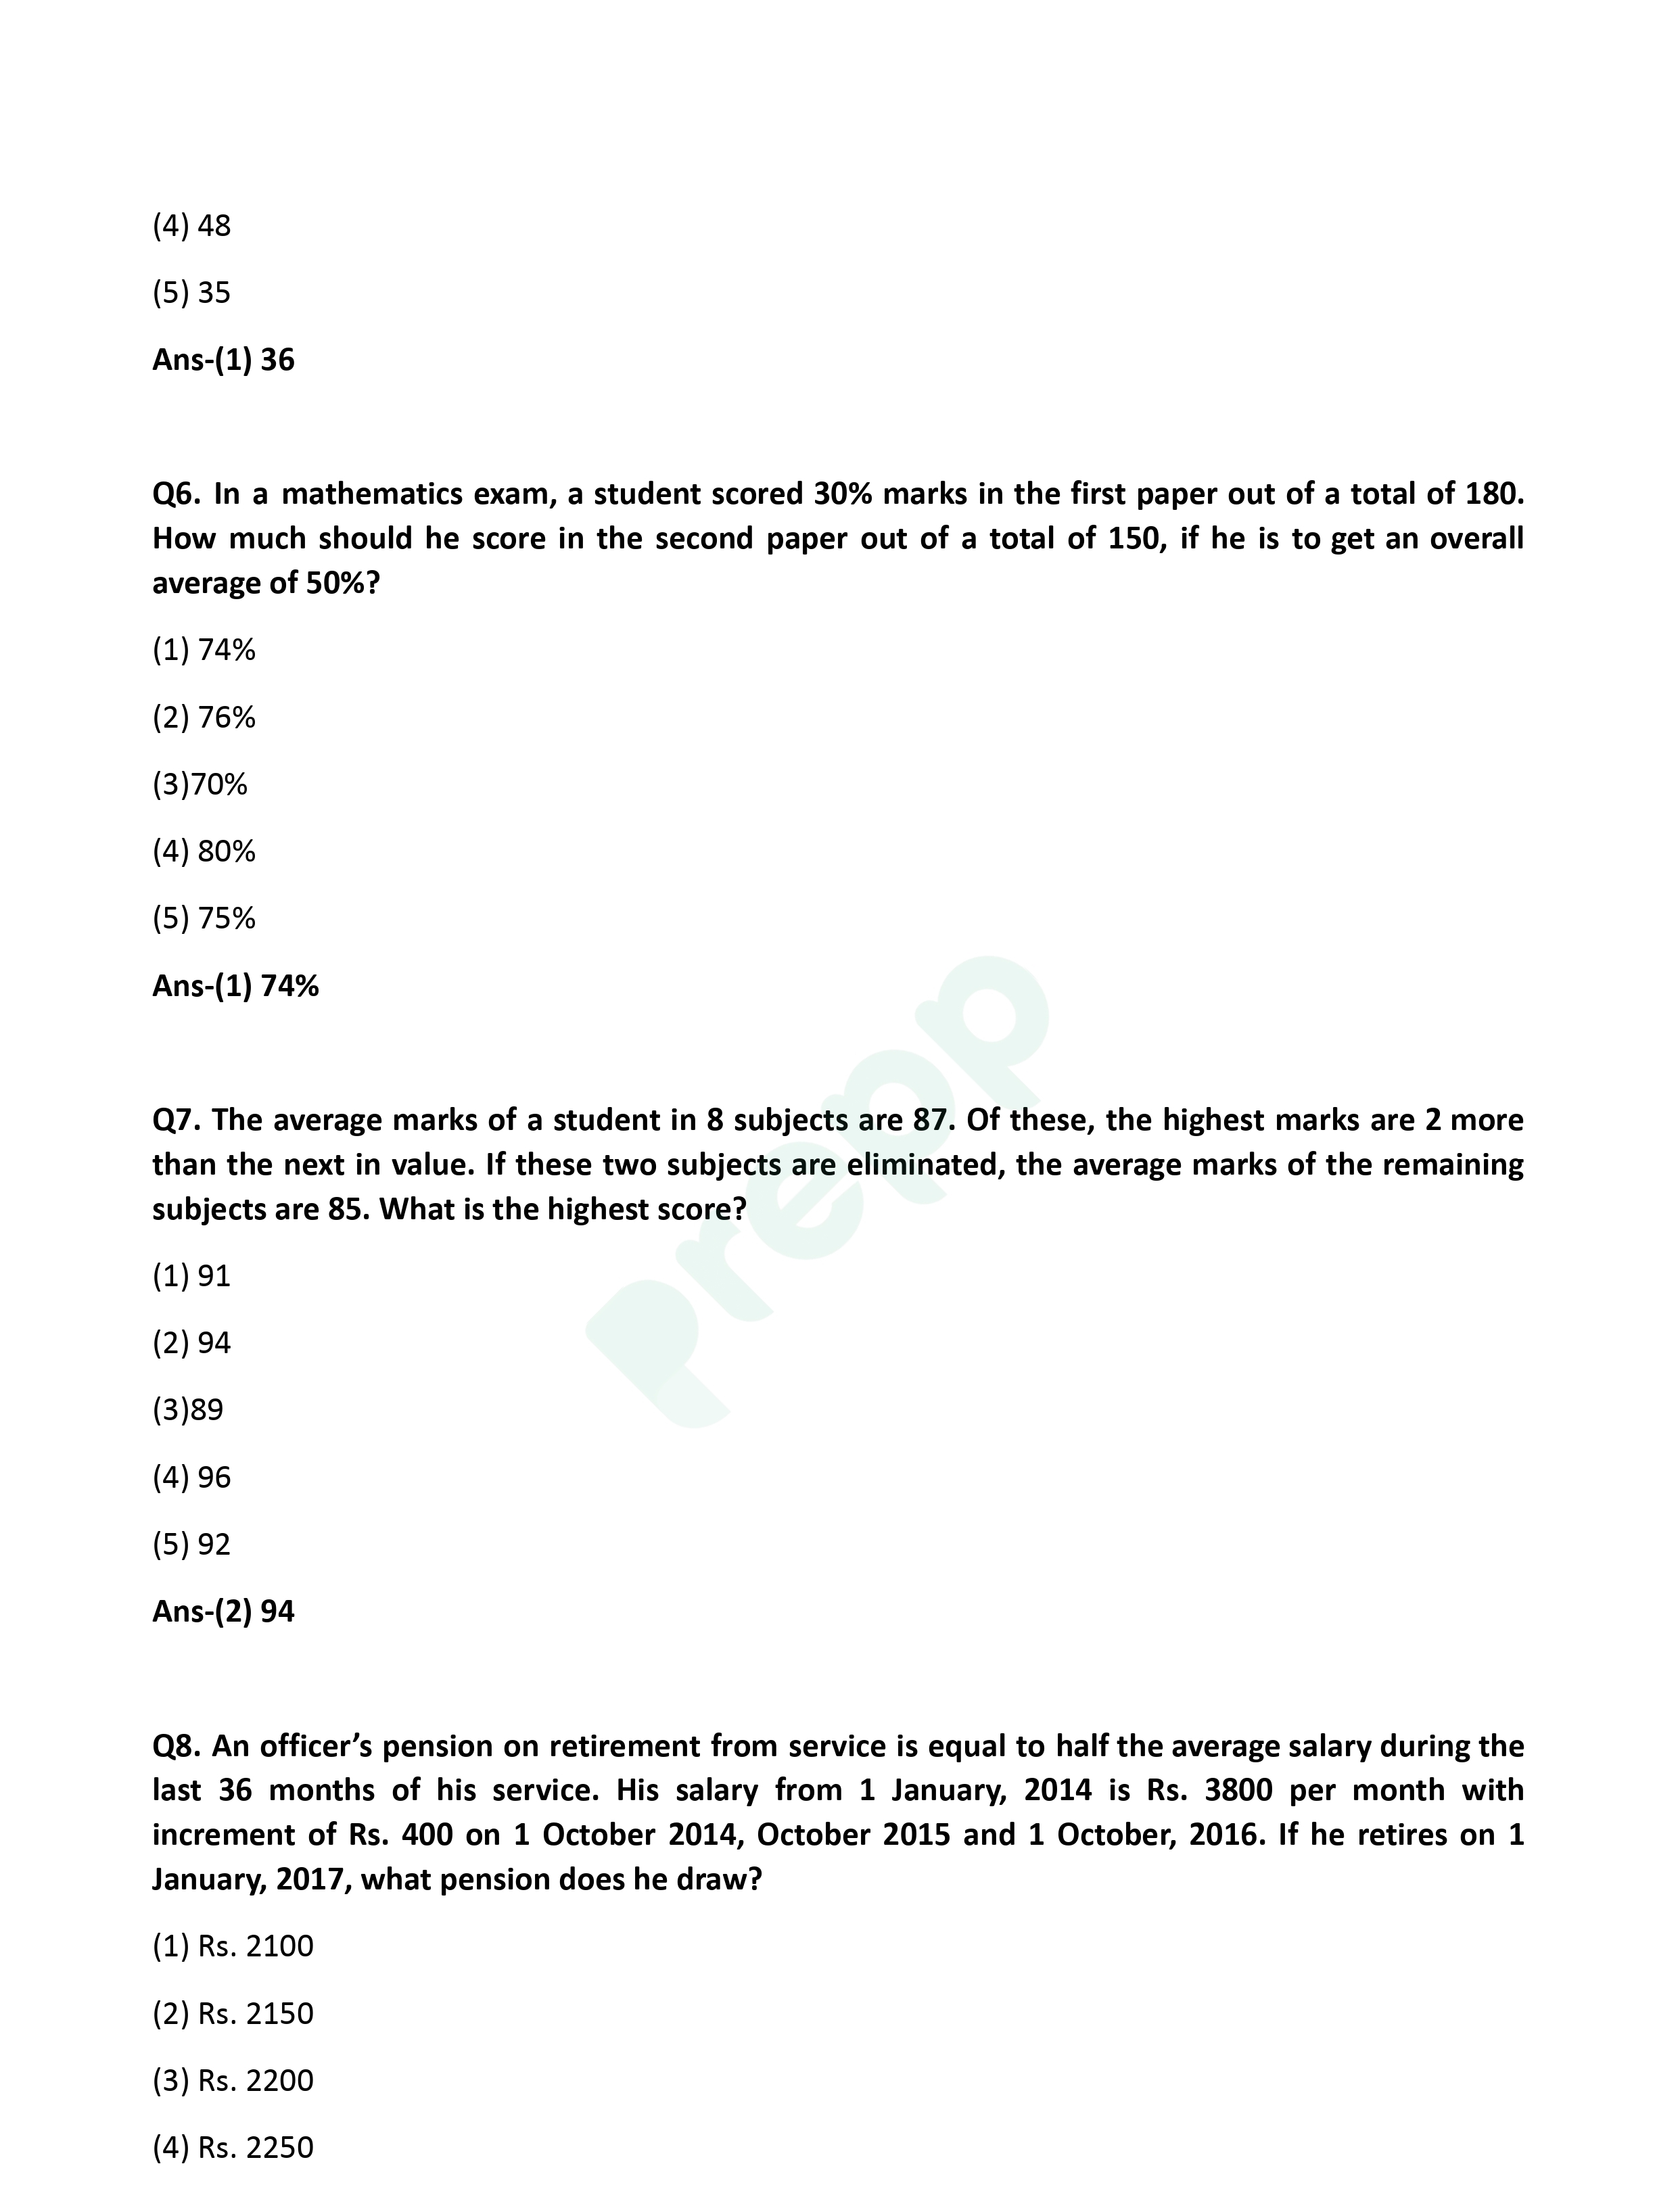 (4) 48
(5) 35
Ans-(1) 36
Q6. In a mathematics exam, a student scored 30% marks in the first paper out of a total of 180.
How much should he score in the second paper out of a total of 150, if he is to get an overall
average of 50%?
(1) 74%
(2) 76%
(3)70%
(4) 80%
(5) 75%
Ans-(1) 74%
Q7. The average marks of a student in 8 subjects are 87. Of these, the highest marks are 2 more
than the next in value. If these two subjects are eliminated, the average marks of the remaining
subjects are 85. What is the highest score?
(1) 91
(2) 94
(3)89
(4) 96
(5) 92
Ans-(2) 94
Q8. An officer’s pension on retirement from service is equal to half the average salary during the
last 36 months of his service. His salary from 1 January, 2014 is Rs. 3800 per month with
increment of Rs. 400 on 1 October 2014, October 2015 and 1 October, 2016. If he retires on 1
January, 2017, what pension does he draw?
(1) Rs. 2100
(2) Rs. 2150
(3) Rs. 2200
(4) Rs. 2250
prepp